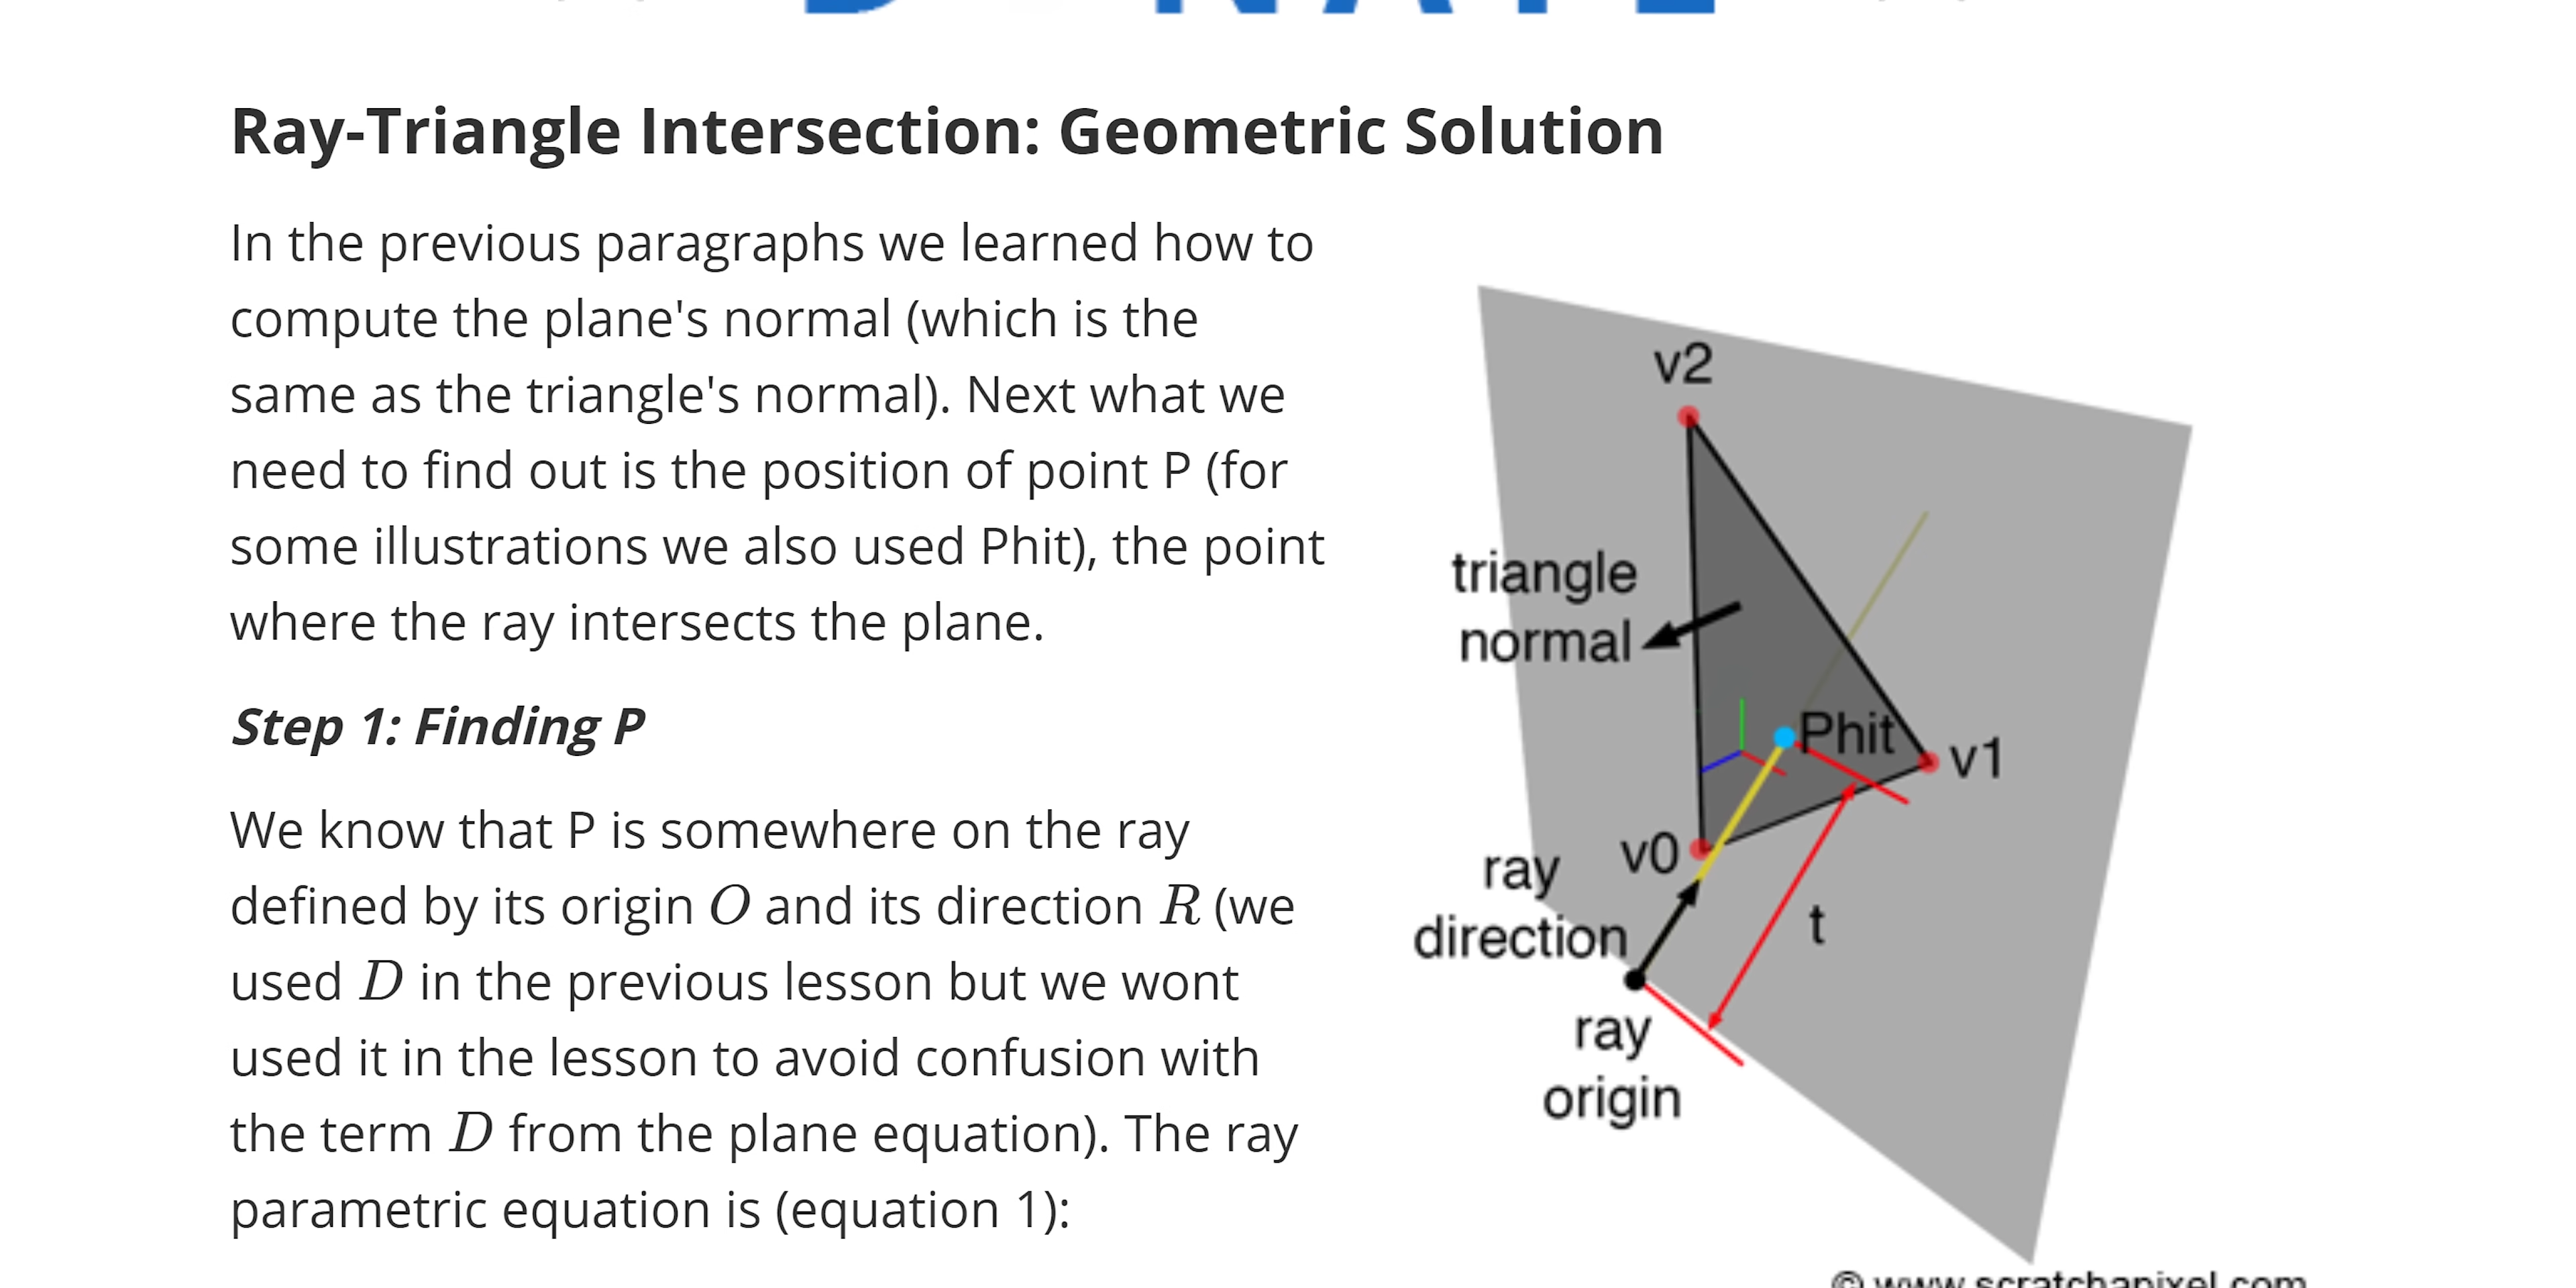 Ray-Triangle Intersection: Geometric Solution
In the previous paragraphs we learned how to
compute the plane's normal (which is the
same as the triangle's normal). Next what we
need to find out is the position of point P (for
some illustrations we also used Phit), the point
where the ray intersects the plane.
Step 1: Finding P
We know that P is somewhere on the ray
defined by its origin O and its direction R (we
used D in the previous lesson but we wont
used it in the lesson to avoid confusion with
the term D from the plane equation). The ray
parametric equation is (equation 1):
v2
triangle
normal
Phit
v1
v0
ray
direction
t
ray
origin
© www.scratchapixel.com